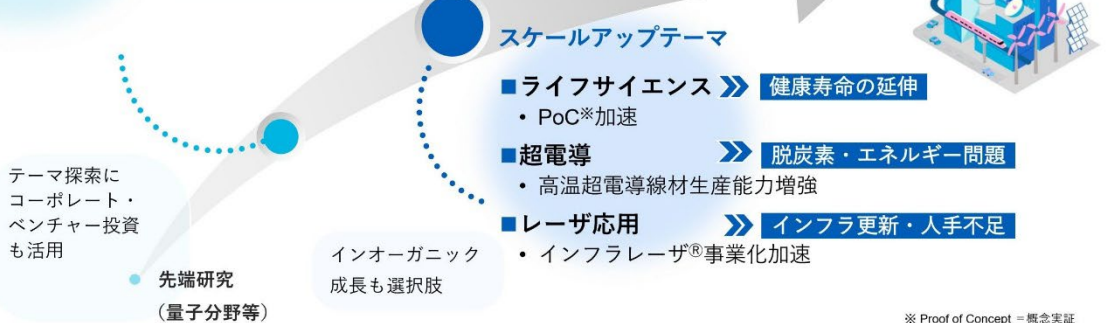 スケールアップテーマ
■ライフサイエンス
健康寿命の延伸
• PoC※加速
■超電導
脱炭素・エネルギー問題
• 高温超電導線材生産能力増強
■レーザ応用
インフラ更新・人手不足
• インフラレーザ®事業化加速
テーマ探索に
コーポレート・
ベンチャー投資
も活用
インオーガニック
成長も選択肢
先端研究
（量子分野等）
※ Proof of Concept =概念実証